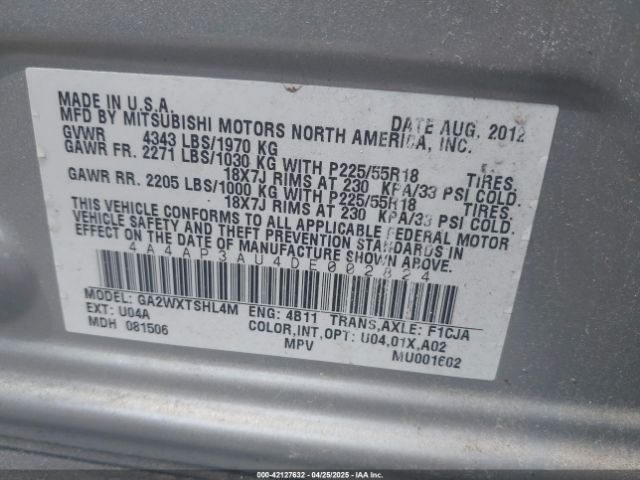 MADE IN U.S.A. DATE AUG. 2012
MFD BY MITSUBISHI MOTORS NORTH AMERICA, INC.
GVWR 4343 LBS/1970 KG
GAWR FR. 2271 LBS/1030 KG WITH P225/55R18 TIRES.
18X7J RIMS AT 230 KPA/33 PSI COLD.
GAWR RR. 2205 LBS/1000 KG WITH P225/55R18 TIRES.
18X7J RIMS AT 230 KPA/33 PSI COLD.
THIS VEHICLE CONFORMS TO ALL APPLICABLE FEDERAL MOTOR
VEHICLE SAFETY AND THEFT PREVENTION STANDARDS IN
EFFECT ON THE DATE OF MANUFACTURE SHOWN ABOVE.
4A4AP3AU4DE002824
MODEL: GA2WXTSHL4M ENG: 4B11 TRANS,AXLE: F1CJA
EXT: U04A COLOR,INT,OPT: U04,01X,A02
MDH 081506 MPV MU001602
000-42127632 - 04/25/2025 - IAAI Inc.